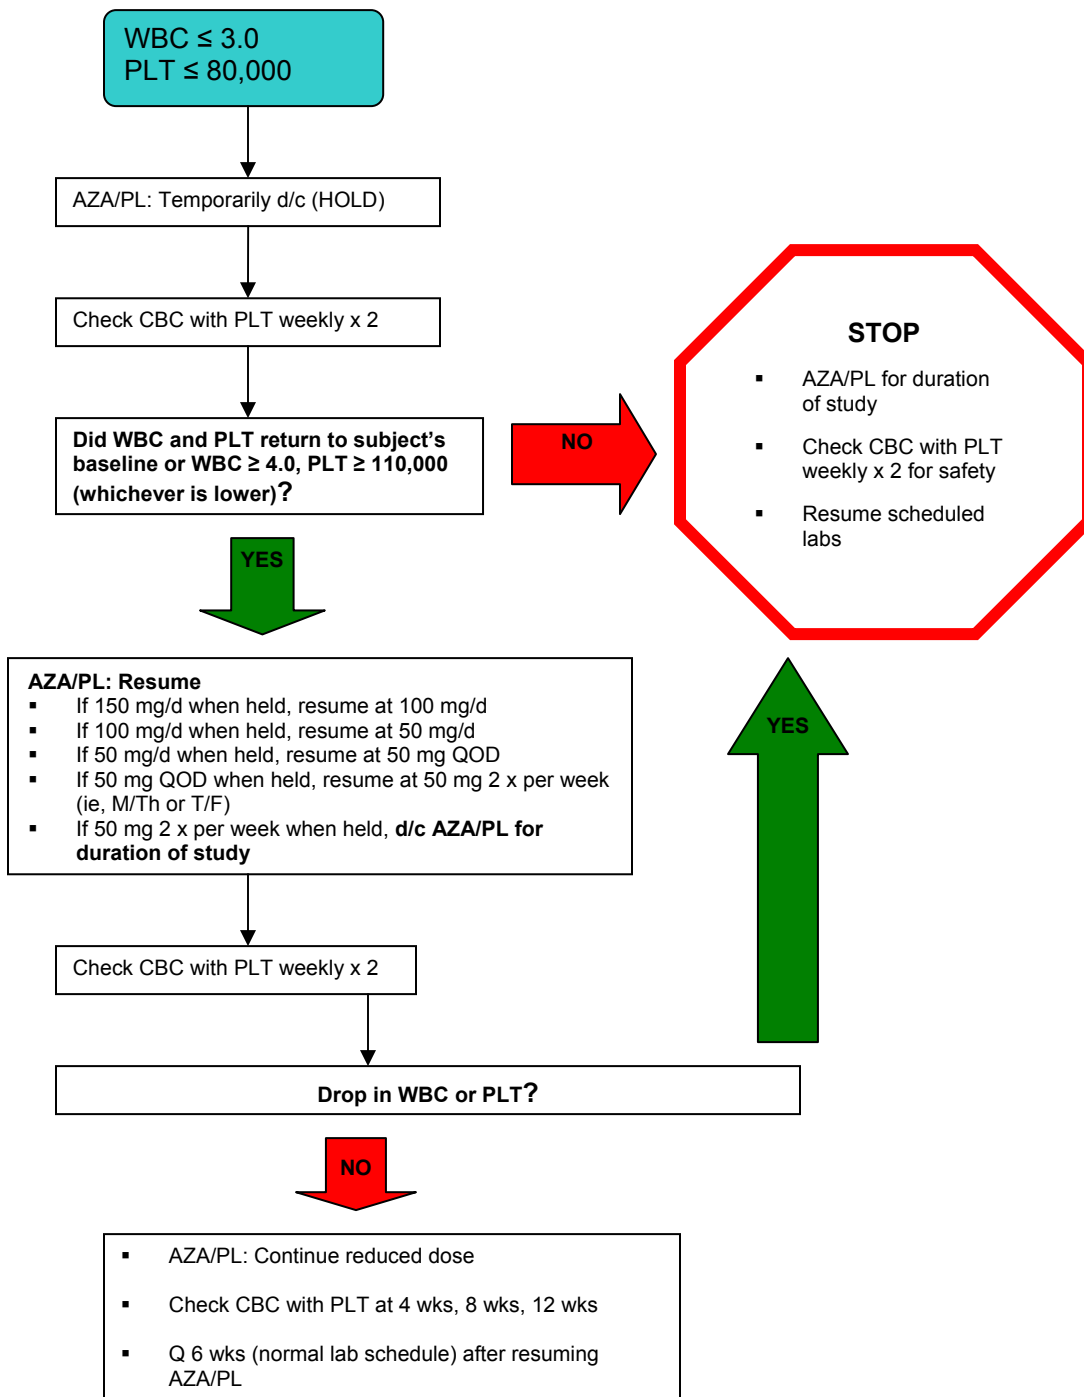 WBC ≤ 3.0
PLT ≤ 80,000
AZA/PL: Temporarily d/c (HOLD)
Check CBC with PLT weekly x 2
Did WBC and PLT return to subject's
baseline or WBC ≥ 4.0, PLT ≥ 110,000
(whichever is lower)?
NO
STOP
▪ AZA/PL for duration
of study
▪ Check CBC with PLT
weekly x 2 for safety
▪ Resume scheduled
labs
YES
AZA/PL: Resume
▪ If 150 mg/d when held, resume at 100 mg/d
▪ If 100 mg/d when held, resume at 50 mg/d
▪ If 50 mg/d when held, resume at 50 mg QOD
▪ If 50 mg QOD when held, resume at 50 mg 2 x per week
(ie, M/Th or T/F)
▪ If 50 mg 2 x per week when held, d/c AZA/PL for
duration of study
YES
Check CBC with PLT weekly x 2
Drop in WBC or PLT?
NO
▪ AZA/PL: Continue reduced dose
▪ Check CBC with PLT at 4 wks, 8 wks, 12 wks
▪ Q 6 wks (normal lab schedule) after resuming
AZA/PL